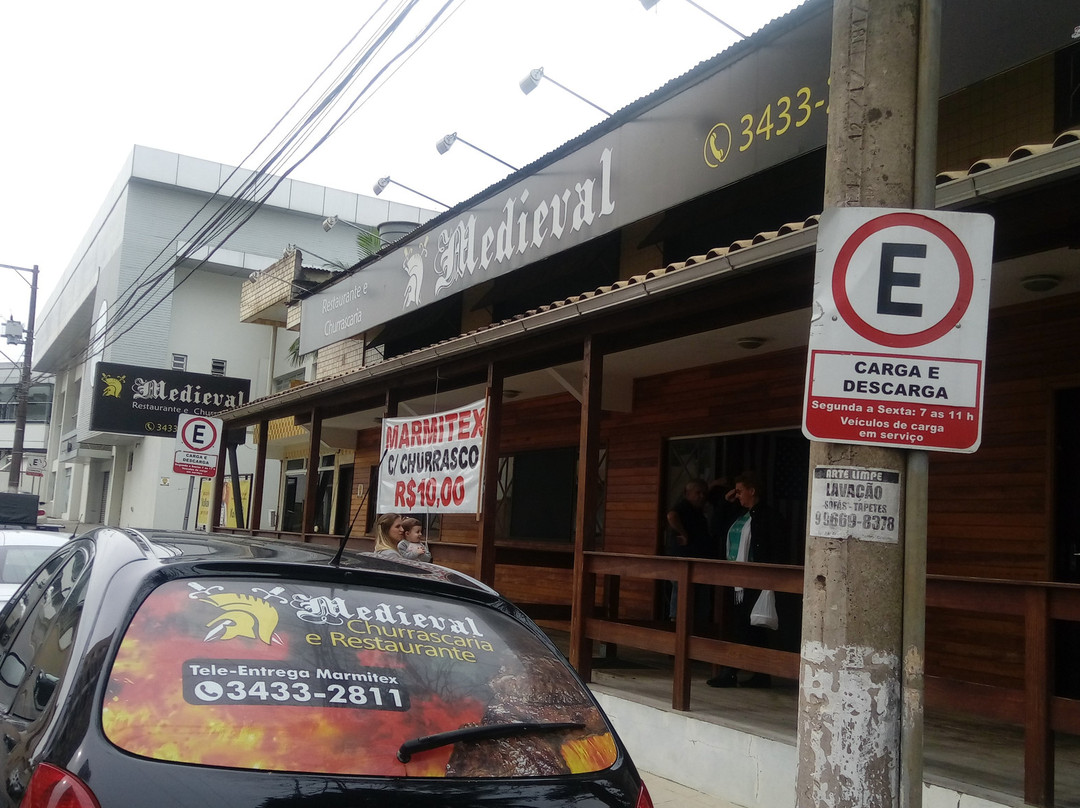 3433-
Medieval
Restaurante e
Churrascaria
Medieval
Restaurante e
3433
E
CARGA E
DESCARGA
MARMITEX
C/ CHURRASCO
R$10,00
E
CARGA E
DESCARGA
Segunda a Sexta: 7 as 11 h
Veículos de carga
em serviço
ARTE LIMPE
LAVAÇÃO
SOFÁS - TAPETES
99669-8378
Medieval
Churrascaria
e Restaurante
Tele-Entrega Marmitex
3433-2811